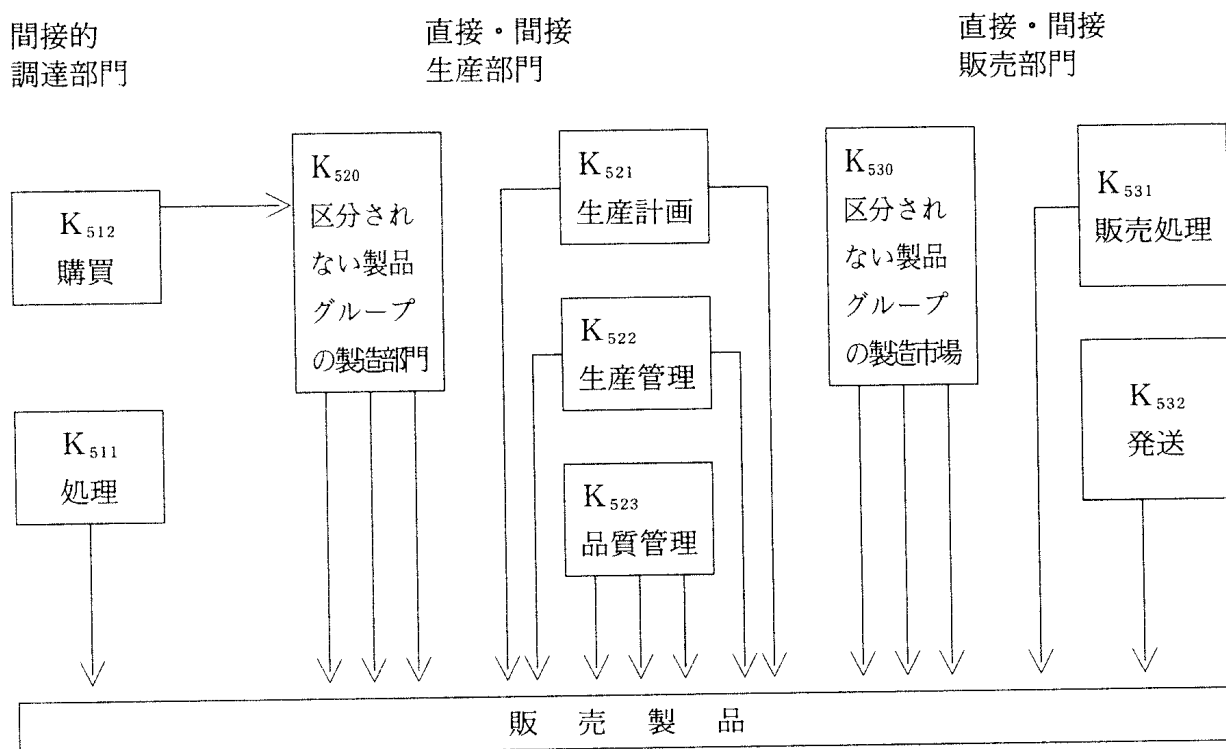 間接的
調達部門
直接・間接
生産部門
直接・間接
販売部門
K512
購買
K511
処理
K520
区分され
ない製品
グループ
の製造部門
K521
生産計画
K522
生産管理
K523
品質管理
K530
区分され
ない製品
グループ
の製造市場
K531
販売処理
K532
発送
販売製品